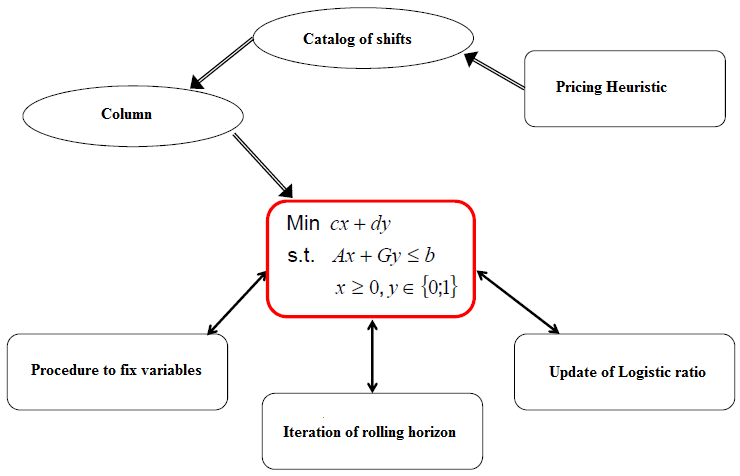 Catalog of shifts
Pricing Heuristic
Column
Min cx + dy
s.t. Ax + Gy ≤ b
x ≥ 0, y ∈ {0;1}
Procedure to fix variables
Update of Logistic ratio
Iteration of rolling horizon